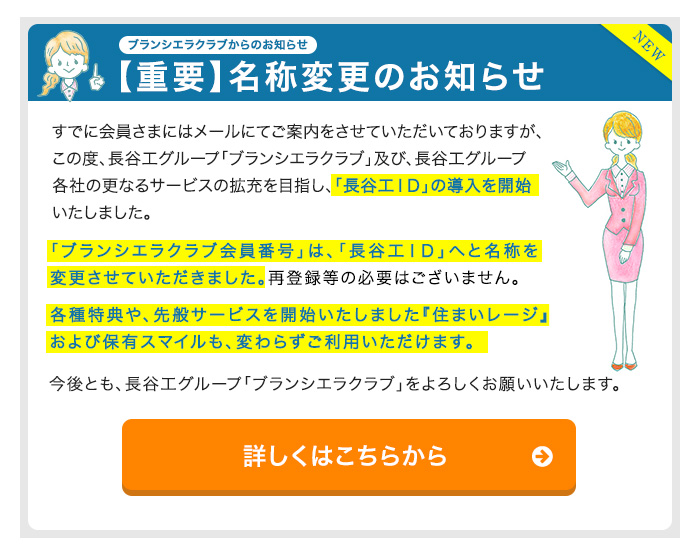 ブランシエラクラブからのお知らせ
NEW
【重要】名称変更のお知らせ
すでに会員さまにはメールにてご案内をさせていただいておりますが、
この度、長谷工グループ「ブランシエラクラブ」及び、長谷工グループ
各社の更なるサービスの拡充を目指し、「長谷工ID」の導入を開始
いたしました。
「ブランシエラクラブ会員番号」は、「長谷工ID」へと名称を
変更させていただきました。再登録等の必要はございません。
各種特典や、先般サービスを開始いたしました『住まいレージ』
および保有スマイルも、変わらずご利用いただけます。
今後とも、長谷工グループ「ブランシエラクラブ」をよろしくお願いいたします。
詳しくはこちらから